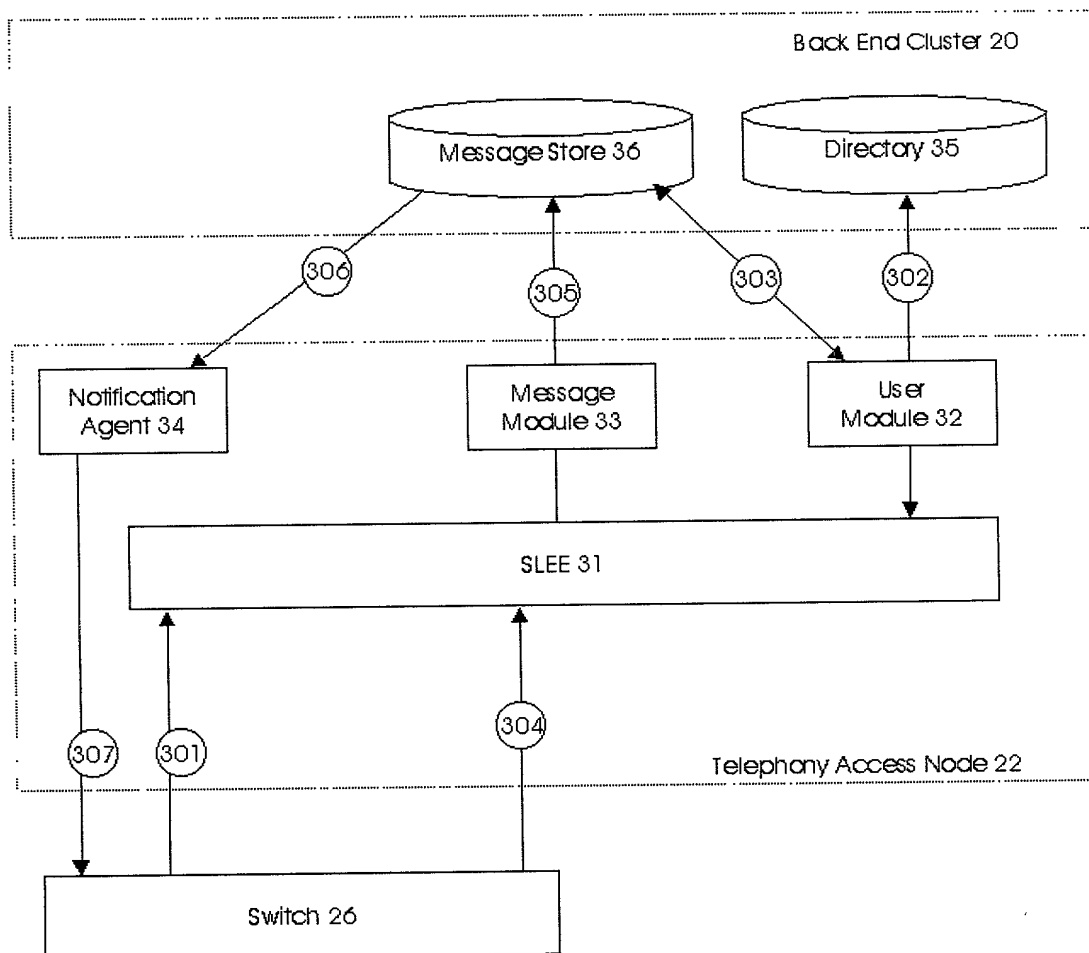 Back End Cluster 20
Message Store 36
Directory 35
306
305
303
302
Notification
Agent 34
Message
Module 33
User
Module 32
SLEE 31
307
301
304
Telephony Access Node 22
Switch 26